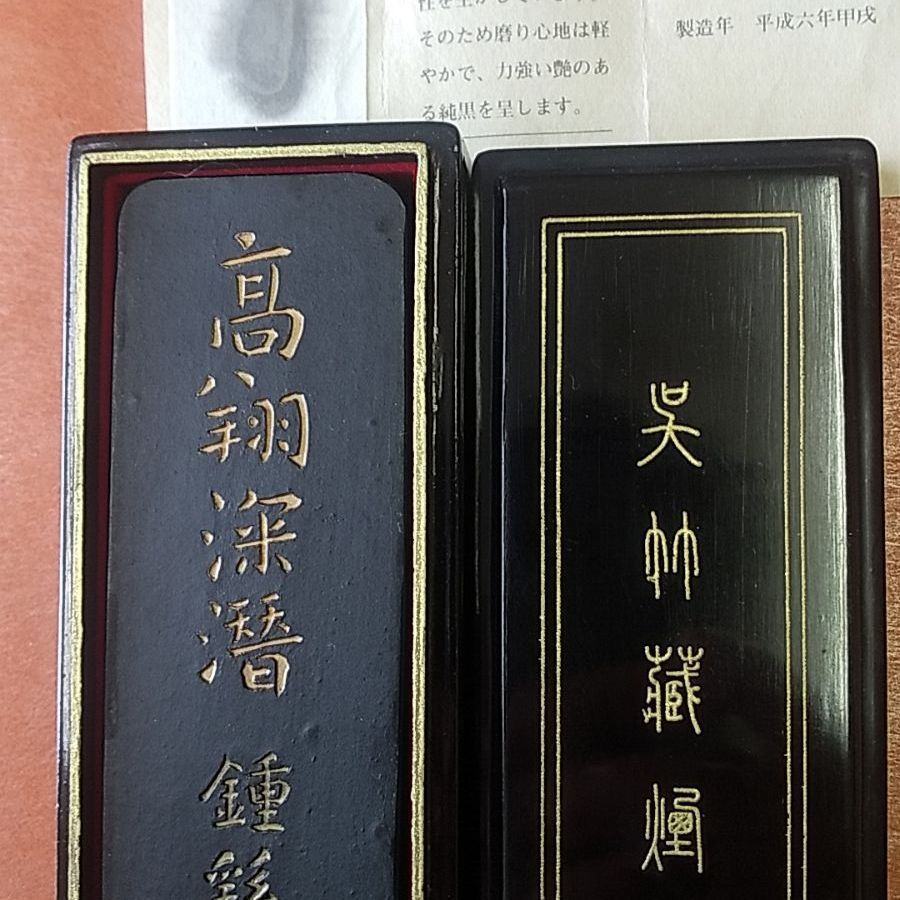 製造年 平成六年甲戌
そのため磨り心地は軽
やかで、力強い艶のあ
る純黒を呈します。
高翔深潜
鍾
呉竹藏煙